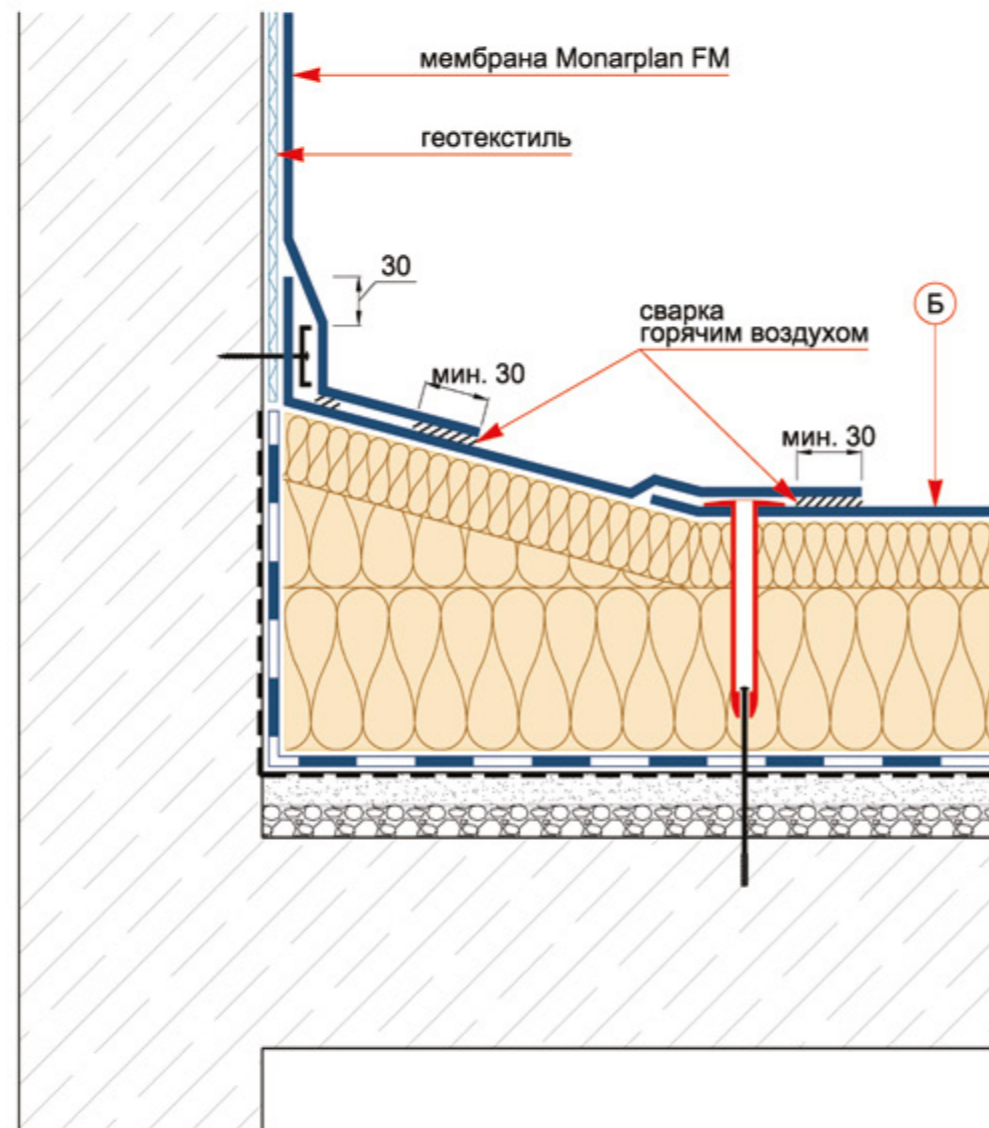 мембрана Monarplan FM
геотекстиль
30
сварка
горячим воздухом
Б
мин. 30
мин. 30